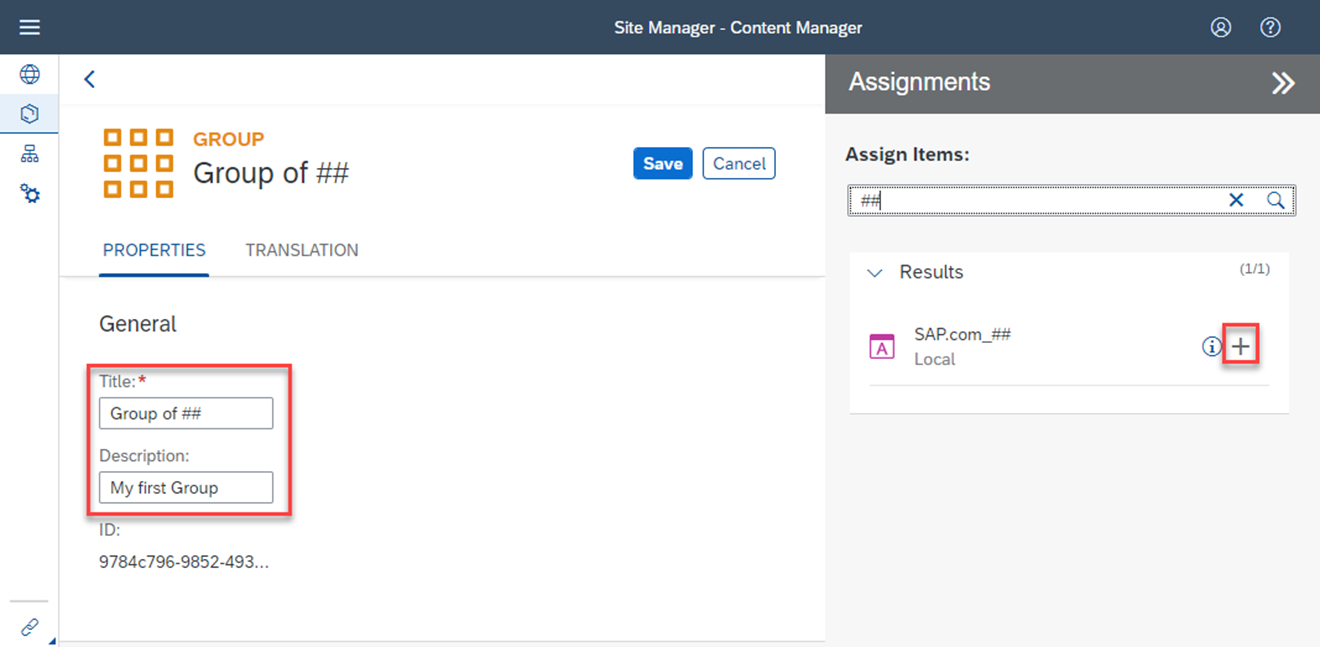 Site Manager - Content Manager
GROUP
Group of ##
Save
Cancel
PROPERTIES
TRANSLATION
General
Title:*
Group of ##
Description:
My first Group
ID:
9784c796-9852-493...
Assignments
Assign Items:
##
Results
(1/1)
A
SAP.com_##
Local